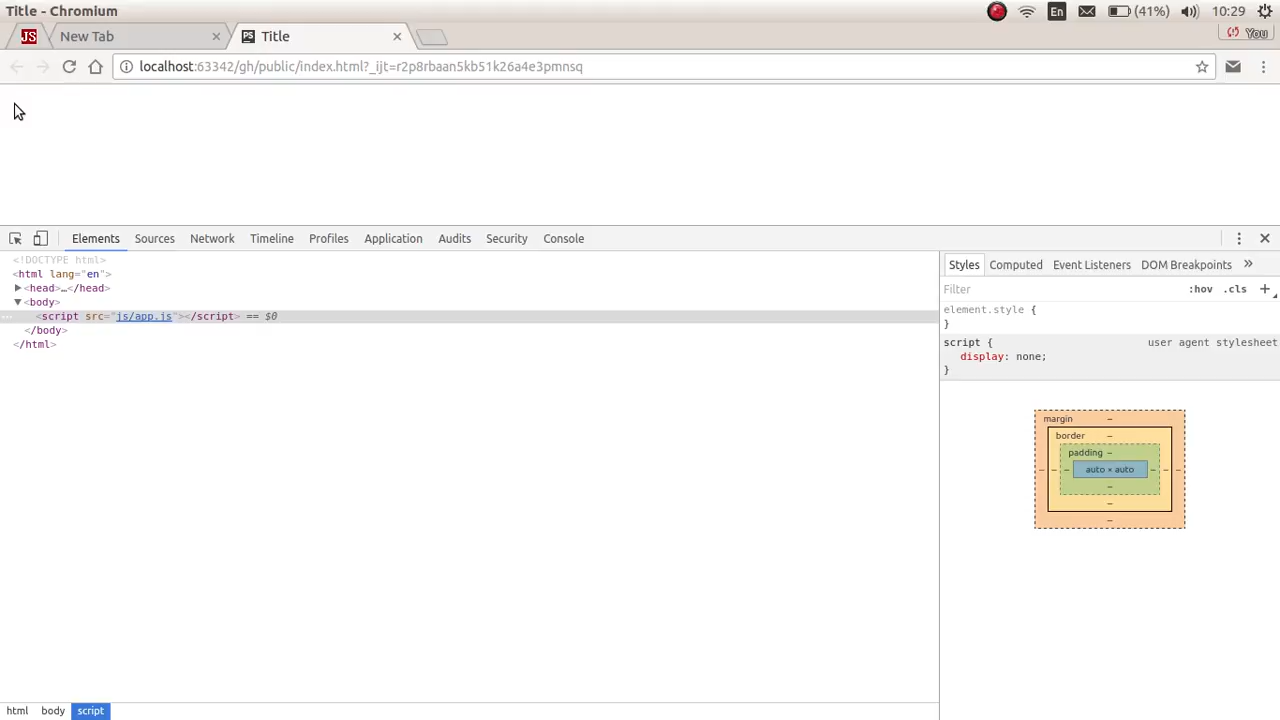 Title - Chromium
En
(41%)
10:29
JS
New Tab
PS
Title
You
localhost:63342/gh/public/index.html?_ijt=r2p8rbaan5kb51k26a4e3pmnsq
Elements Sources Network Timeline Profiles Application Audits Security Console
<!DOCTYPE html>
<html lang="en">
<head>…</head>
<body>
<script src="js/app.js"></script> == $0
</body>
</html>
Styles Computed Event Listeners DOM Breakpoints »
Filter :hov .cls +
element.style {
}
script { user agent stylesheet
display: none;
}
margin –
border –
padding –
– – – auto × auto – – –
–
–
–
html body script